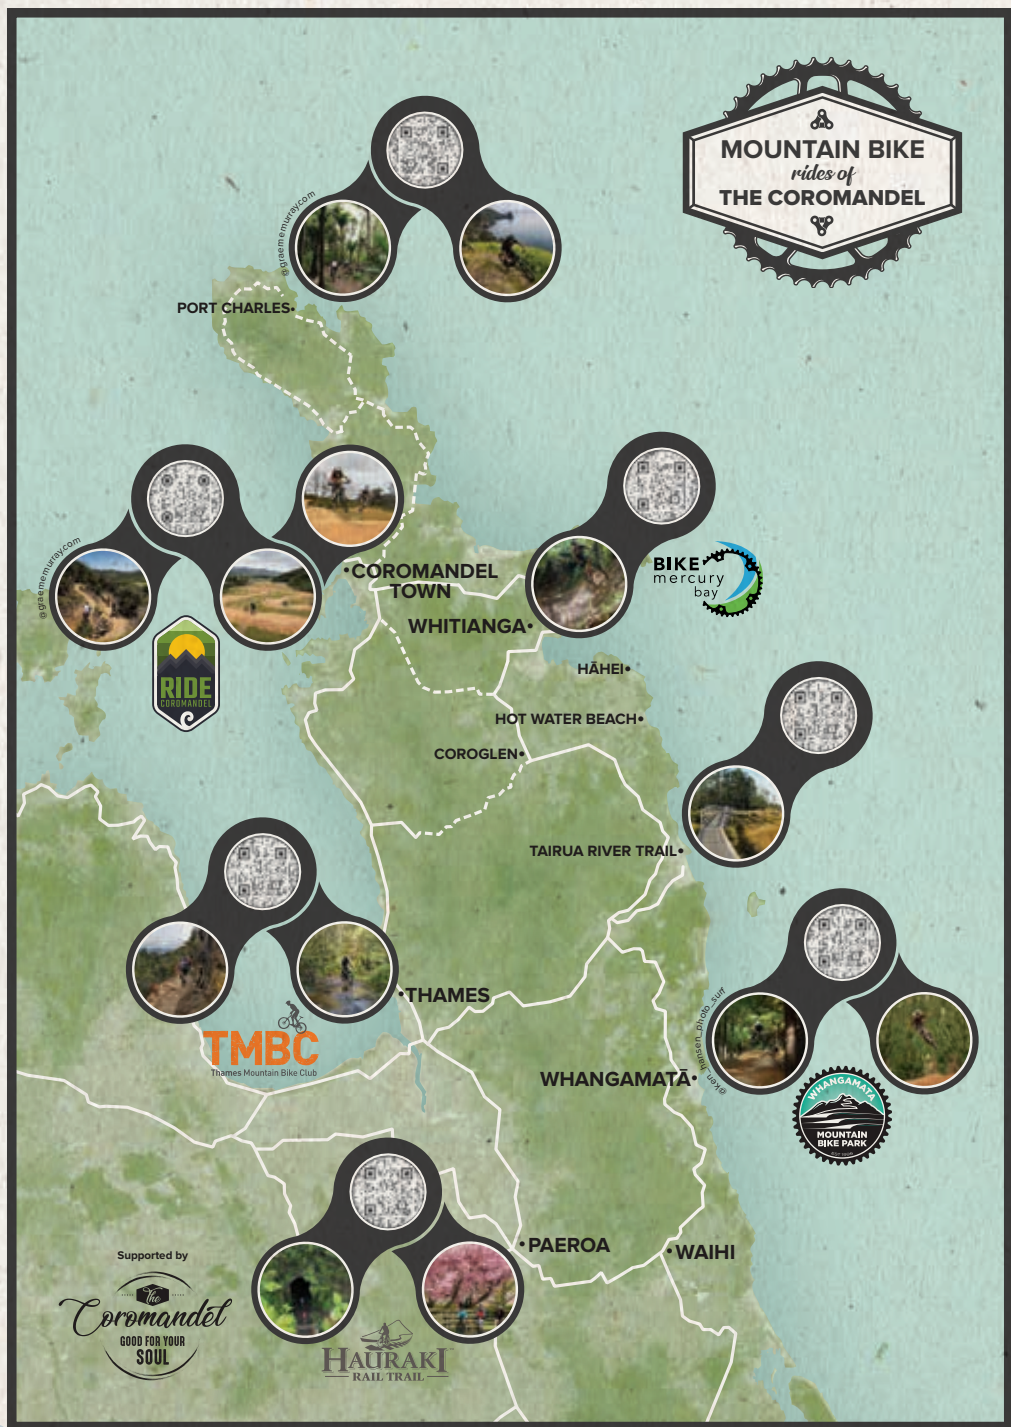 MOUNTAIN BIKE
rides of
THE COROMANDEL
@graememurray.com
PORT CHARLES
@graememurray.com
COROMANDEL
TOWN
BIKE
mercury
bay
WHITIANGA
RIDE
COROMANDEL
HĀHEI
HOT WATER BEACH
COROGLEN
TAIRUA RIVER TRAIL
THAMES
TMBC
Thames Mountain Bike Club
@ken_hansen_photo_surf
WHANGAMATĀ
WHANGAMATA
MOUNTAIN
BIKE PARK
PAEROA
WAIHI
Supported by
The
Coromandel
GOOD FOR YOUR
SOUL
HAURAKI
RAIL TRAIL